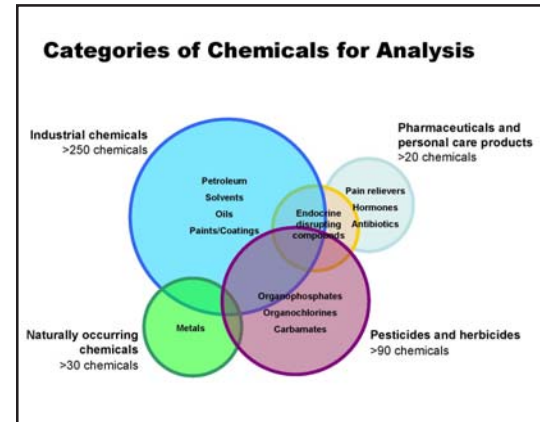 Categories of Chemicals for Analysis
Industrial chemicals
>250 chemicals
Pharmaceuticals and
personal care products
>20 chemicals
Petroleum
Solvents
Oils
Paints/Coatings
Endocrine
disrupting
compounds
Pain relievers
Hormones
Antibiotics
Organophosphates
Organochlorines
Carbamates
Metals
Naturally occurring
chemicals
>30 chemicals
Pesticides and herbicides
>90 chemicals